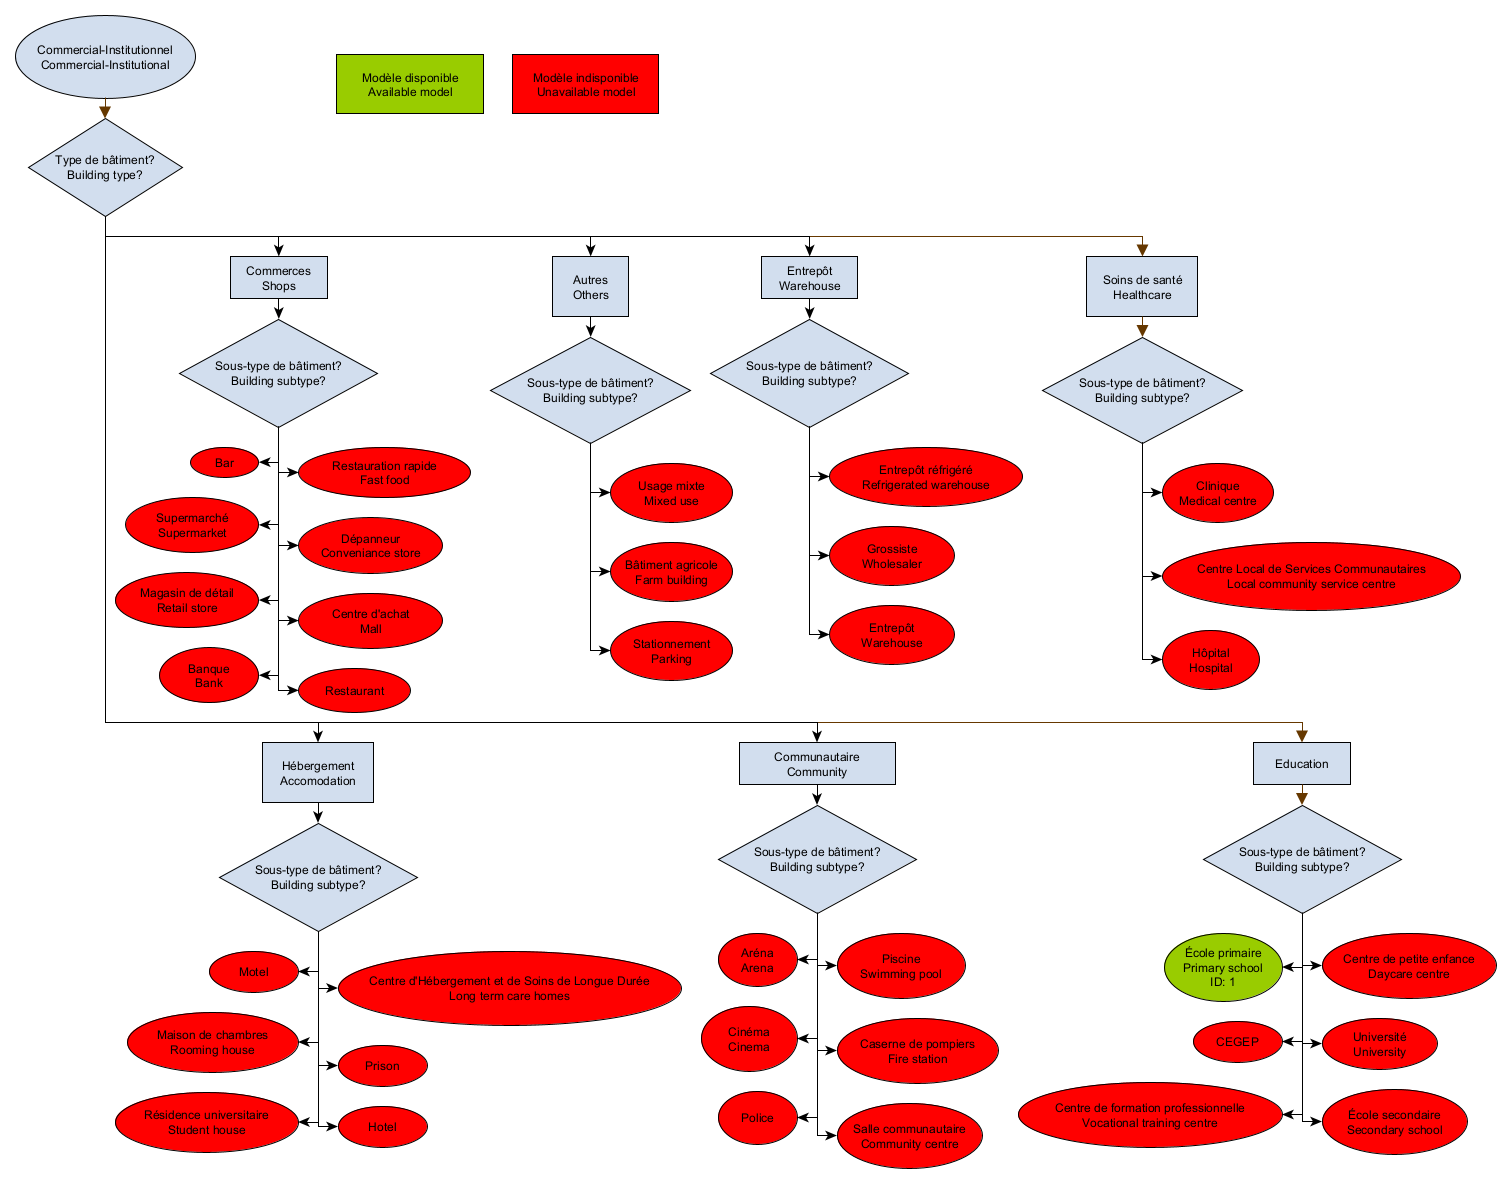 Commercial-Institutionnel
Commercial-Institutional
Modèle disponible
Available model
Modèle indisponible
Unavailable model
Type de bâtiment?
Building type?
Commerces
Shops
Autres
Others
Entrepôt
Warehouse
Soins de santé
Healthcare
Sous-type de bâtiment?
Building subtype?
Sous-type de bâtiment?
Building subtype?
Sous-type de bâtiment?
Building subtype?
Sous-type de bâtiment?
Building subtype?
Bar
Restauration rapide
Fast food
Supermarché
Supermarket
Dépanneur
Conveniance store
Magasin de détail
Retail store
Centre d'achat
Mall
Banque
Bank
Restaurant
Usage mixte
Mixed use
Bâtiment agricole
Farm building
Stationnement
Parking
Entrepôt réfrigéré
Refrigerated warehouse
Grossiste
Wholesaler
Entrepôt
Warehouse
Clinique
Medical centre
Centre Local de Services Communautaires
Local community service centre
Hôpital
Hospital
Hébergement
Accomodation
Communautaire
Community
Education
Sous-type de bâtiment?
Building subtype?
Sous-type de bâtiment?
Building subtype?
Sous-type de bâtiment?
Building subtype?
Motel
Centre d'Hébergement et de Soins de Longue Durée
Long term care homes
Maison de chambres
Rooming house
Prison
Résidence universitaire
Student house
Hotel
Aréna
Arena
Piscine
Swimming pool
Cinéma
Cinema
Caserne de pompiers
Fire station
Police
Salle communautaire
Community centre
École primaire
Primary school
ID: 1
Centre de petite enfance
Daycare centre
CEGEP
Université
University
Centre de formation professionnelle
Vocational training centre
École secondaire
Secondary school